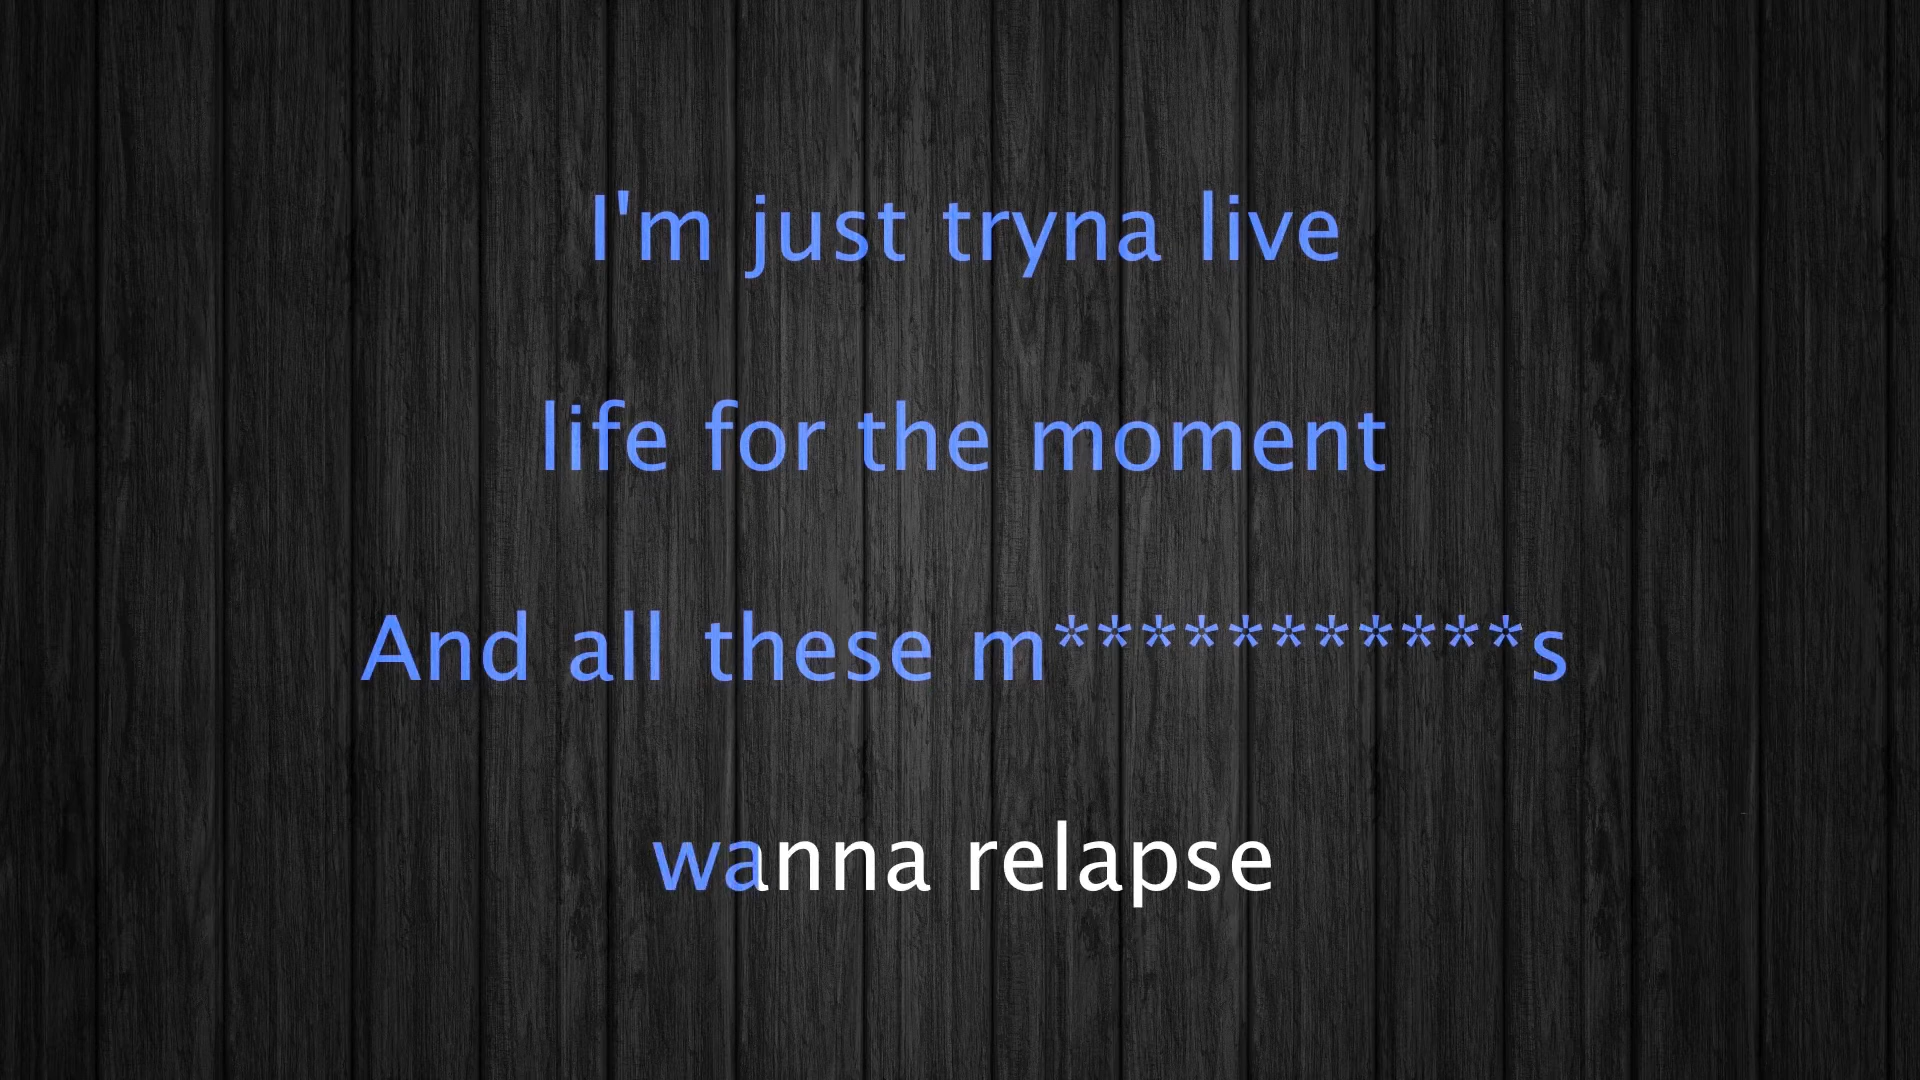 I'm just tryna live
life for the moment
And all these m***********s
wanna relapse